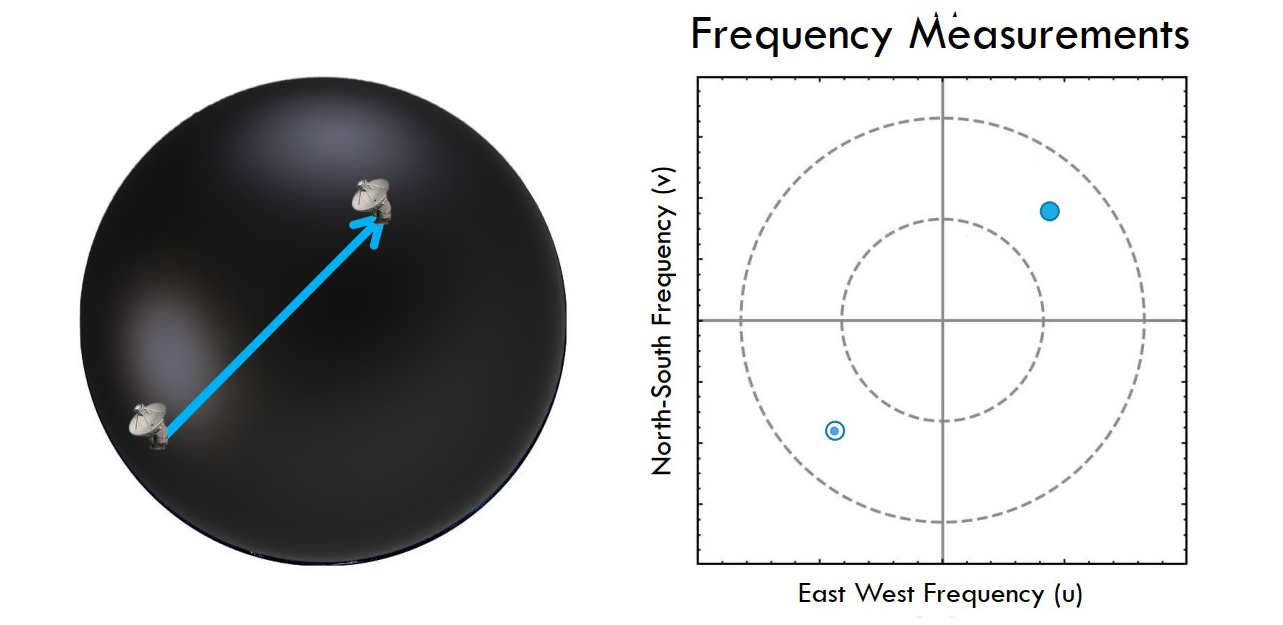 Frequency Measurements
North-South Frequency (v)
East West Frequency (u)